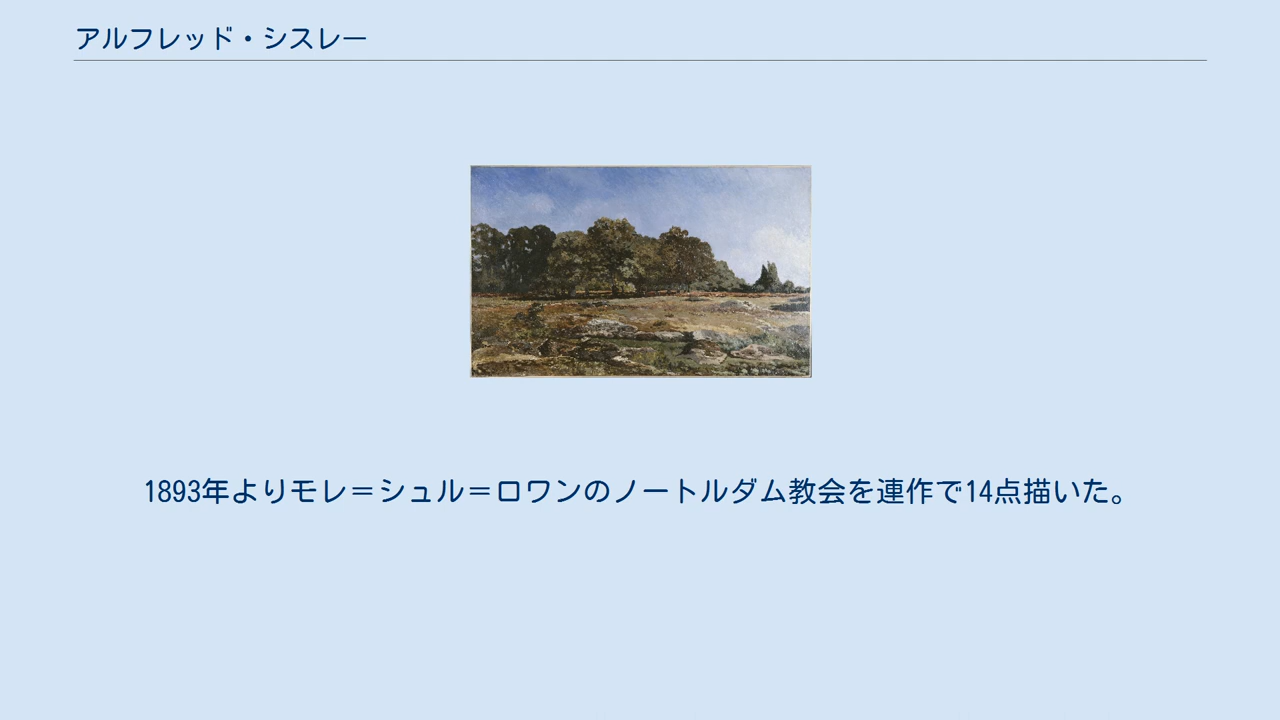 アルフレッド・シスレー
1893年よりモレ＝シュル＝ロワンのノートルダム教会を連作で14点描いた。